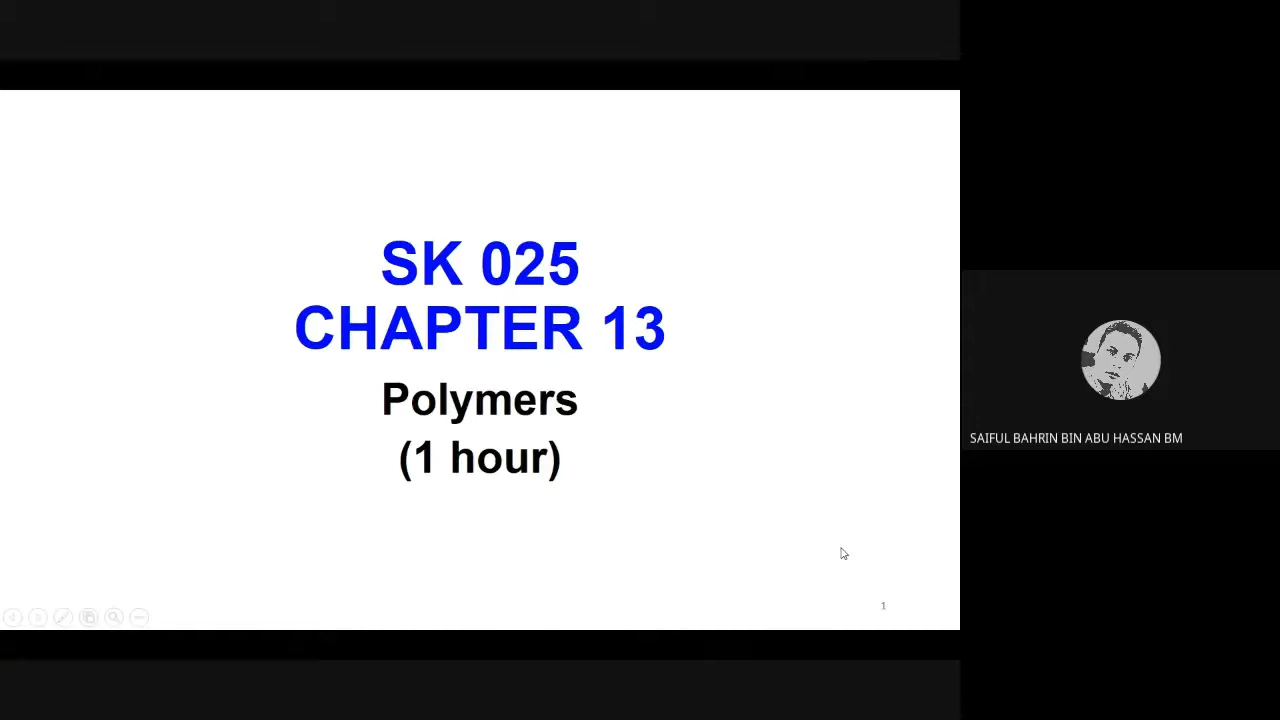 SK 025
CHAPTER 13
Polymers
(1 hour)
1
SAIFUL BAHRIN BIN ABU HASSAN BM